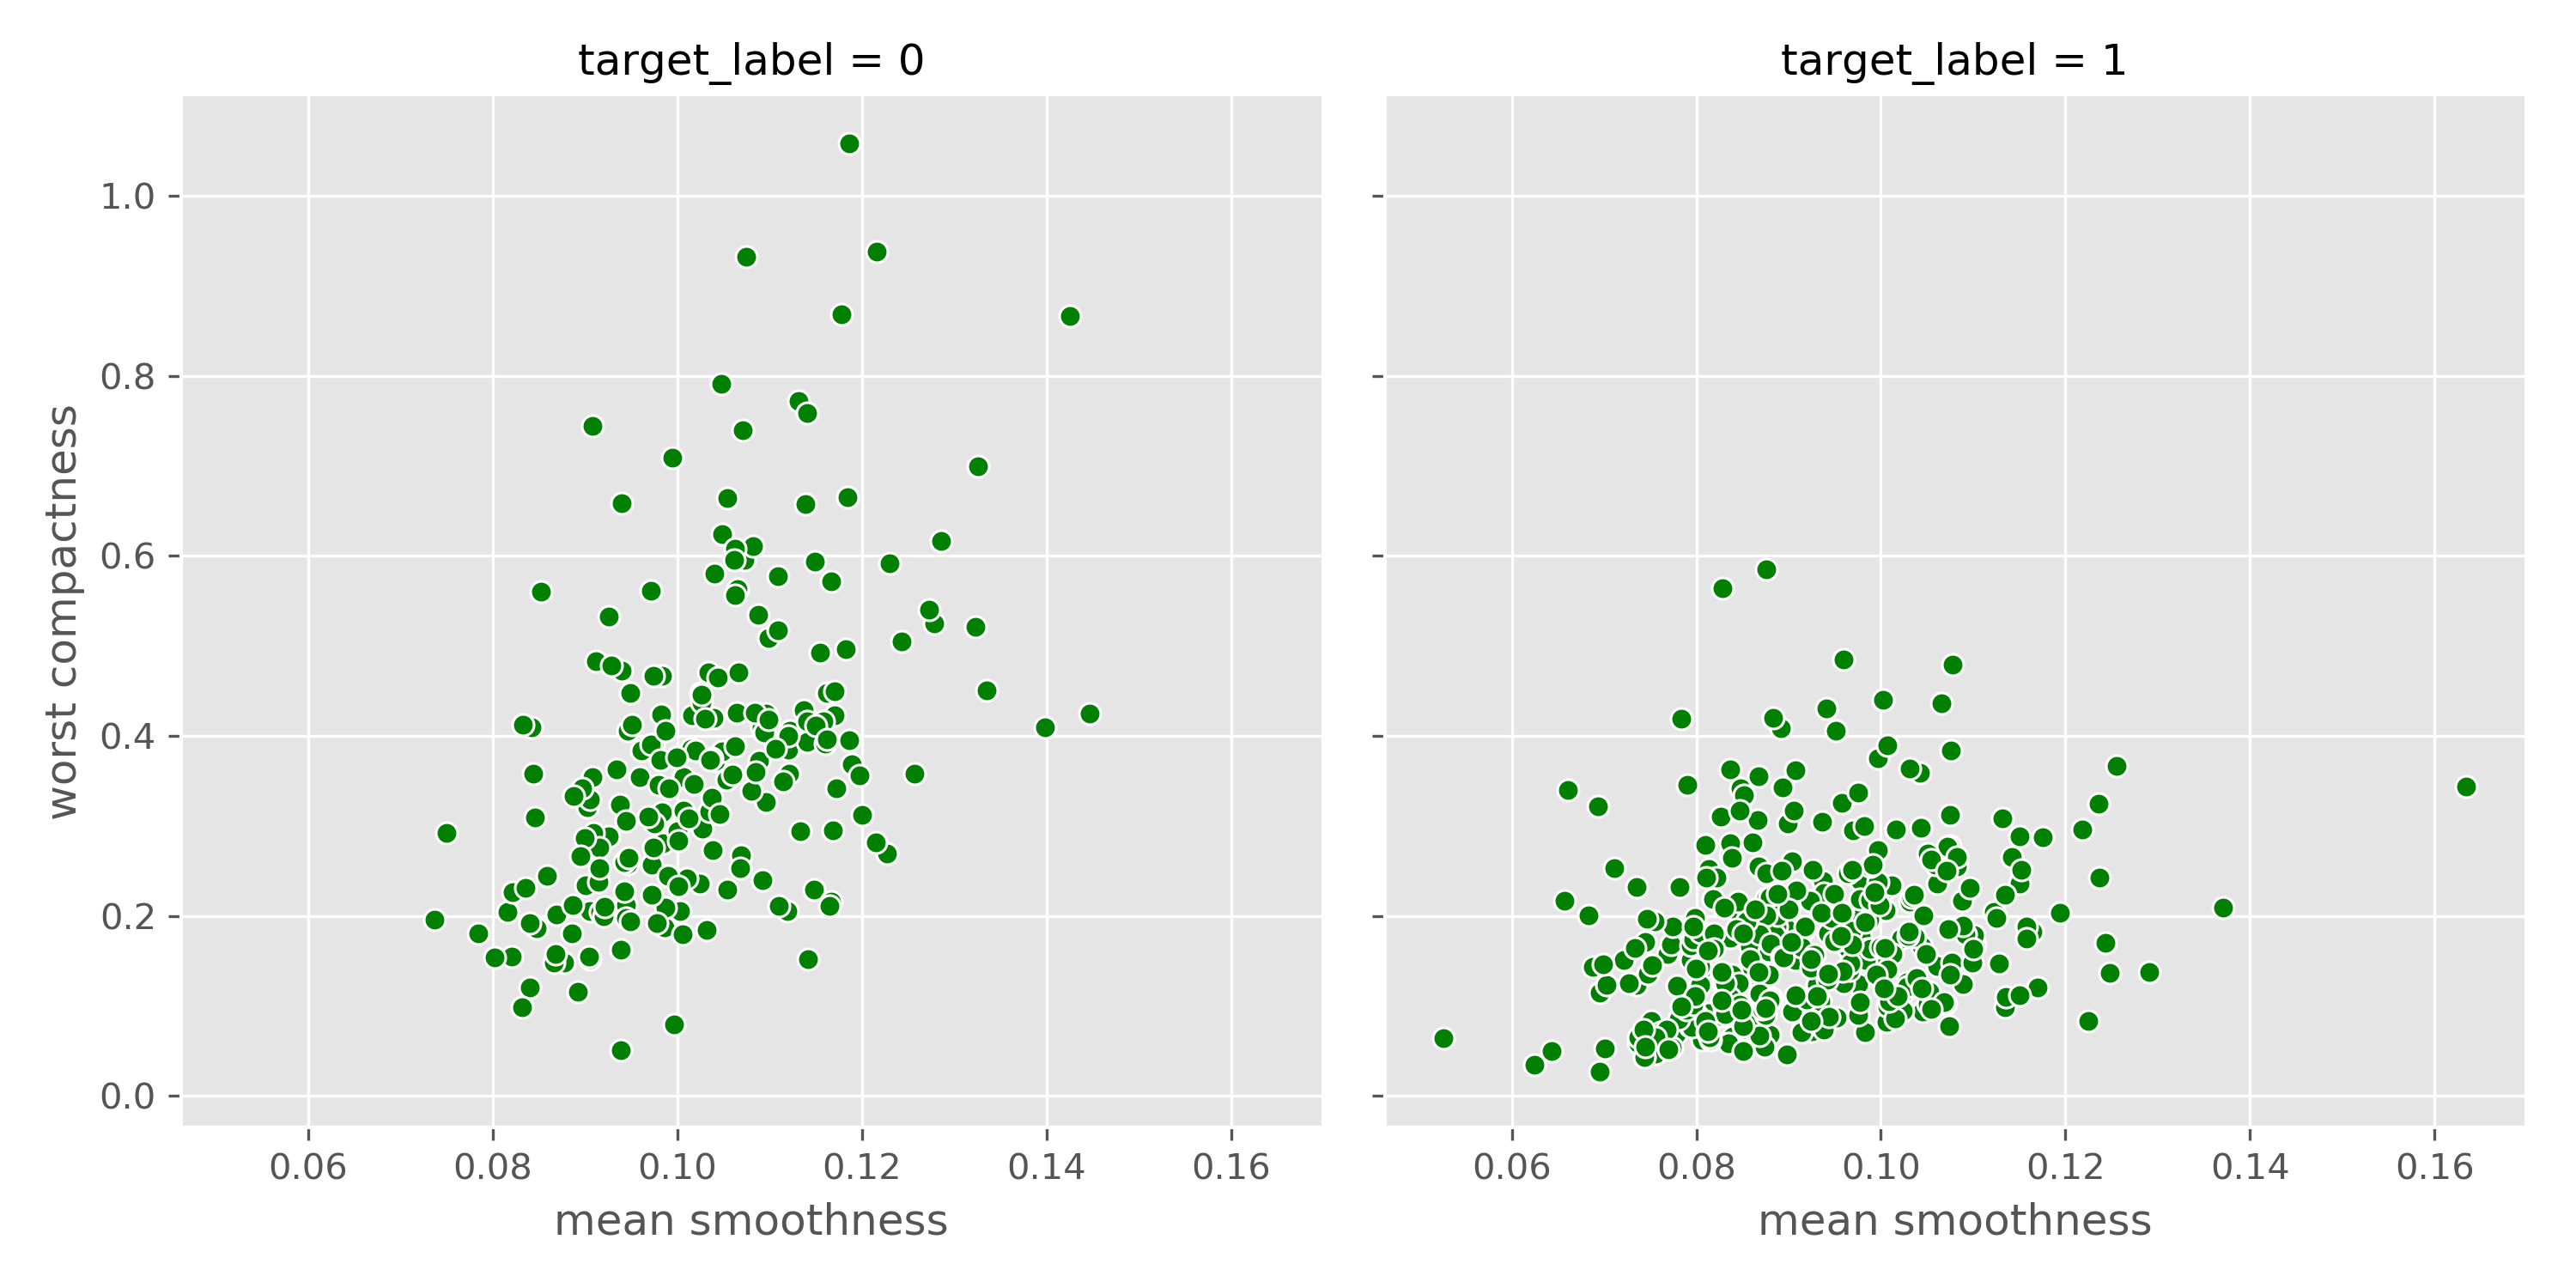 target_label = 0
target_label = 1
worst compactness
1.0
0.8
0.6
0.4
0.2
0.0
0.06 0.08 0.10 0.12 0.14 0.16
0.06 0.08 0.10 0.12 0.14 0.16
mean smoothness
mean smoothness